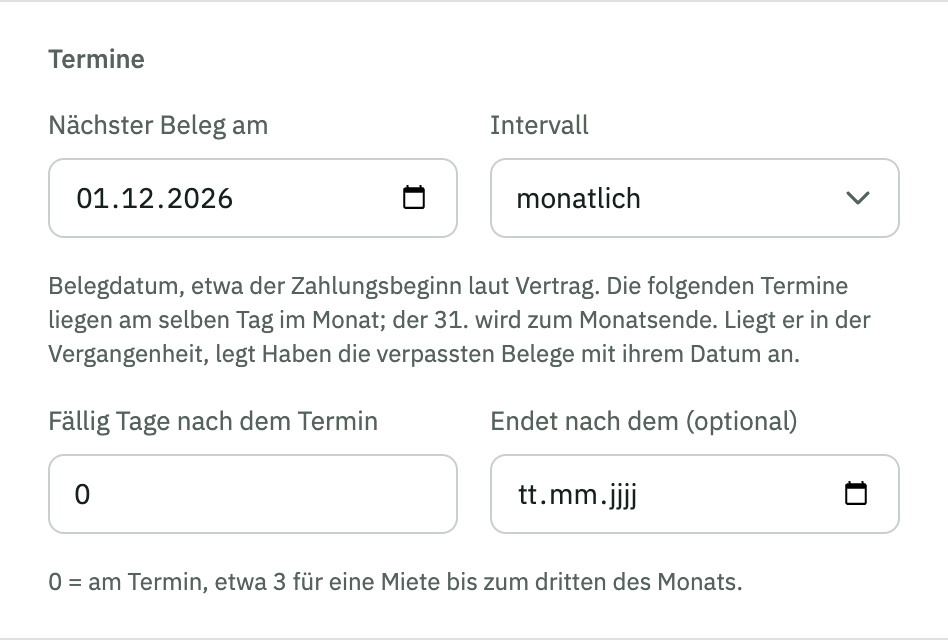 Termine
Nächster Beleg am
Intervall
01.12.2026
monatlich
Belegdatum, etwa der Zahlungsbeginn laut Vertrag. Die folgenden Termine
liegen am selben Tag im Monat; der 31. wird zum Monatsende. Liegt er in der
Vergangenheit, legt Haben die verpassten Belege mit ihrem Datum an.
Fällig Tage nach dem Termin
Endet nach dem (optional)
0
tt.mm.jjjj
0 = am Termin, etwa 3 für eine Miete bis zum dritten des Monats.